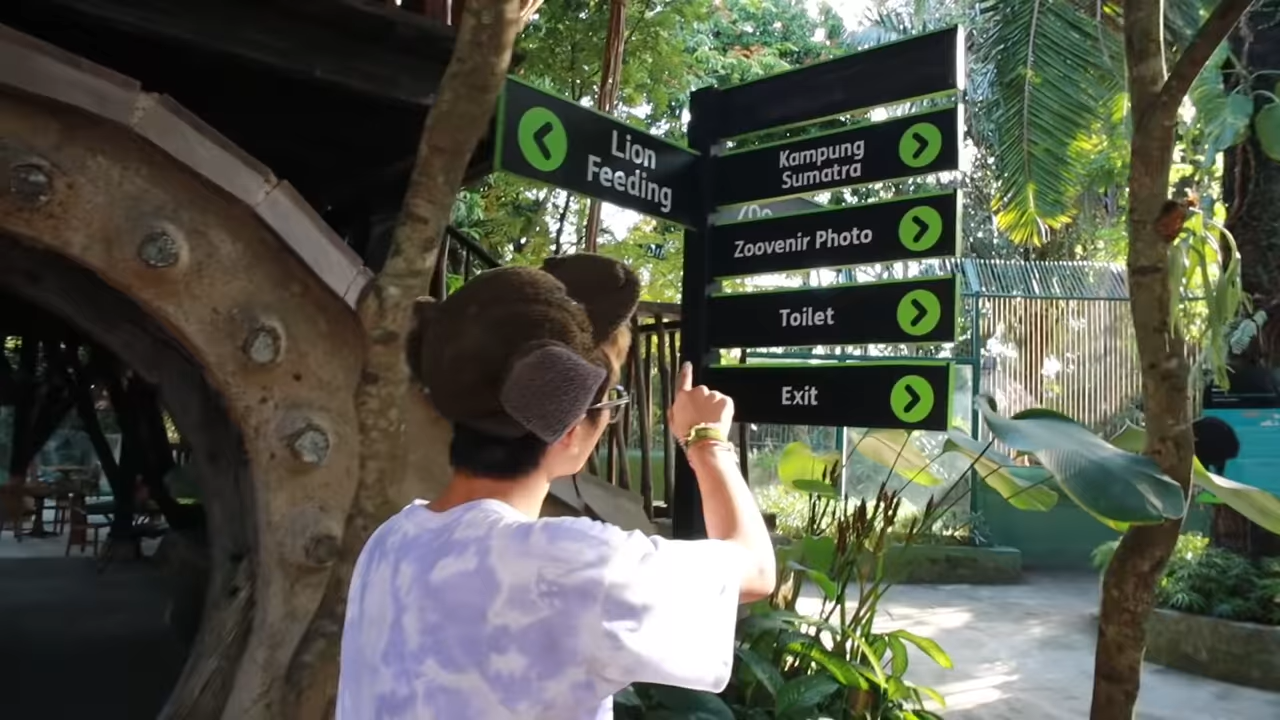 Lion
Feeding
Kampung
Sumatra
Zoovenir Photo
Toilet
Exit